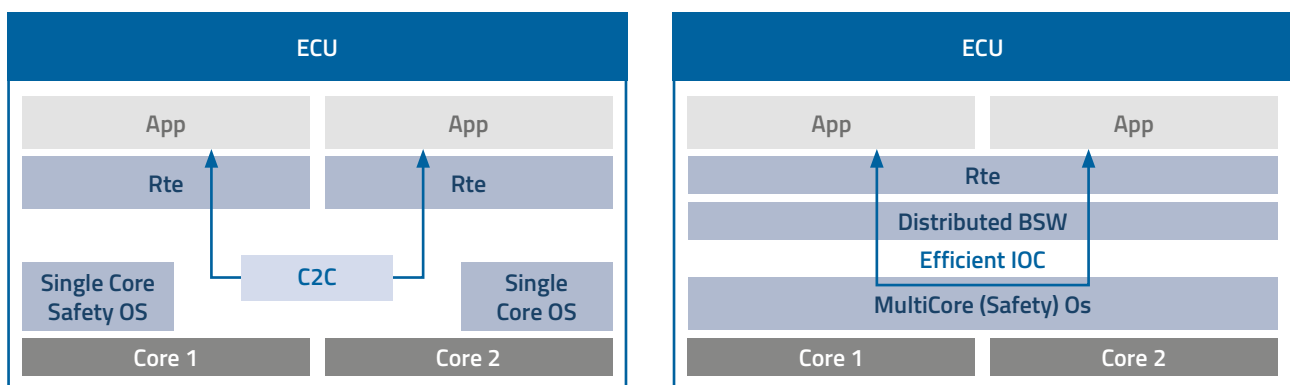 ECU
App
App
Rte
Rte
C2C
Single Core
Safety OS
Single
Core OS
Core 1
Core 2
ECU
App
App
Rte
Distributed BSW
Efficient IOC
MultiCore (Safety) Os
Core 1
Core 2